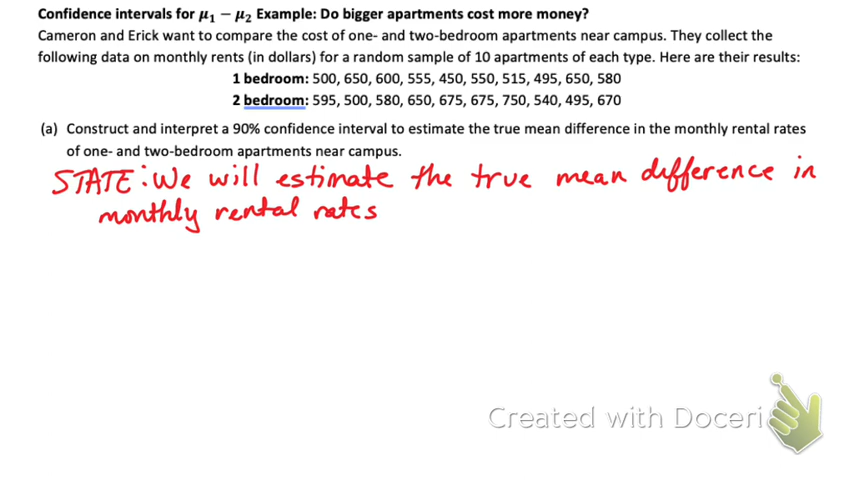 Confidence intervals for μ₁ − μ₂ Example: Do bigger apartments cost more money?
Cameron and Erick want to compare the cost of one- and two-bedroom apartments near campus. They collect the
following data on monthly rents (in dollars) for a random sample of 10 apartments of each type. Here are their results:
1 bedroom: 500, 650, 600, 555, 450, 550, 515, 495, 650, 580
2 bedroom: 595, 500, 580, 650, 675, 675, 750, 540, 495, 670
(a) Construct and interpret a 90% confidence interval to estimate the true mean difference in the monthly rental rates
of one- and two-bedroom apartments near campus.
STATE: We will estimate the true mean difference in
monthly rental rates
Created with Doceri